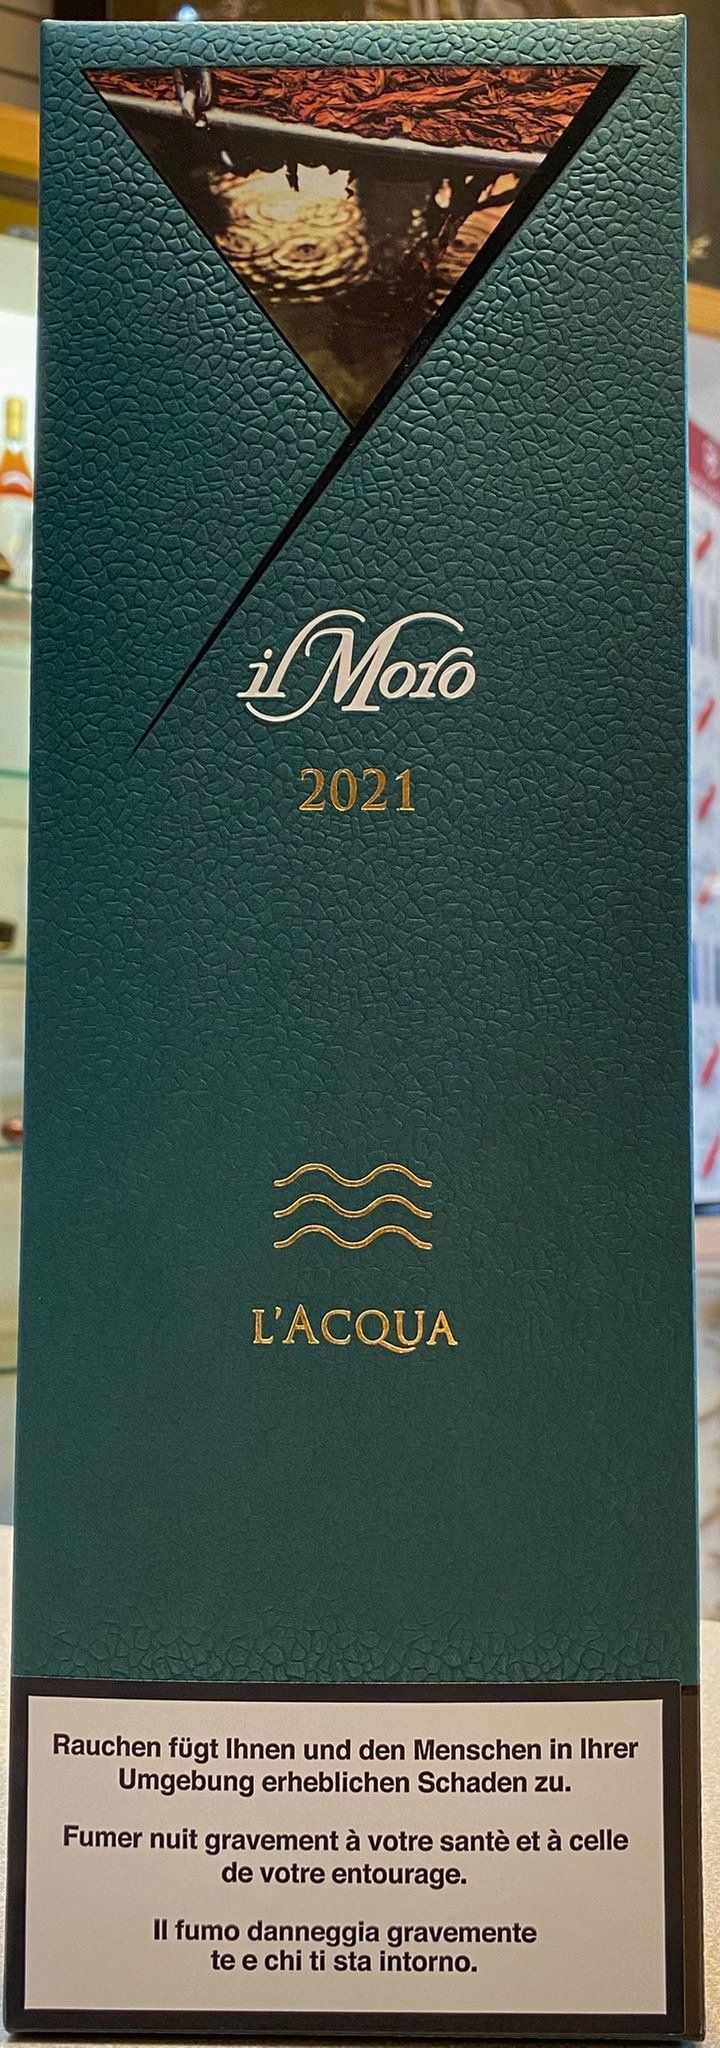 il Moro
2021
L'ACQUA
Rauchen fügt Ihnen und den Menschen in Ihrer
Umgebung erheblichen Schaden zu.
Fumer nuit gravement à votre santè et à celle
de votre entourage.
Il fumo danneggia gravemente
te e chi ti sta intorno.